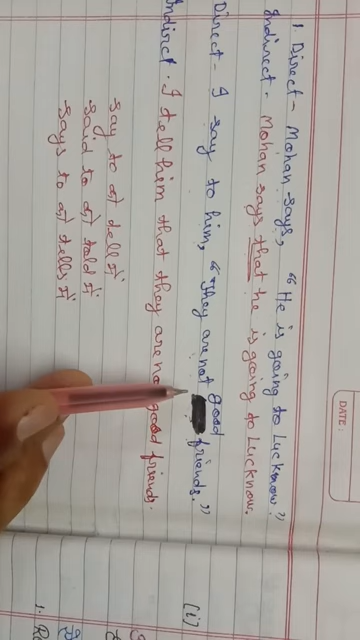 DATE:
1. Direct - Mohan says, "He is going to Lucknow."
Indirect - Mohan says that he is going to Lucknow.
Direct - I say to him, "They are not good friends."
Indirect. I tell him that they are no good friends.
say to को tell में
said to को told में
says to को tells में
(i)